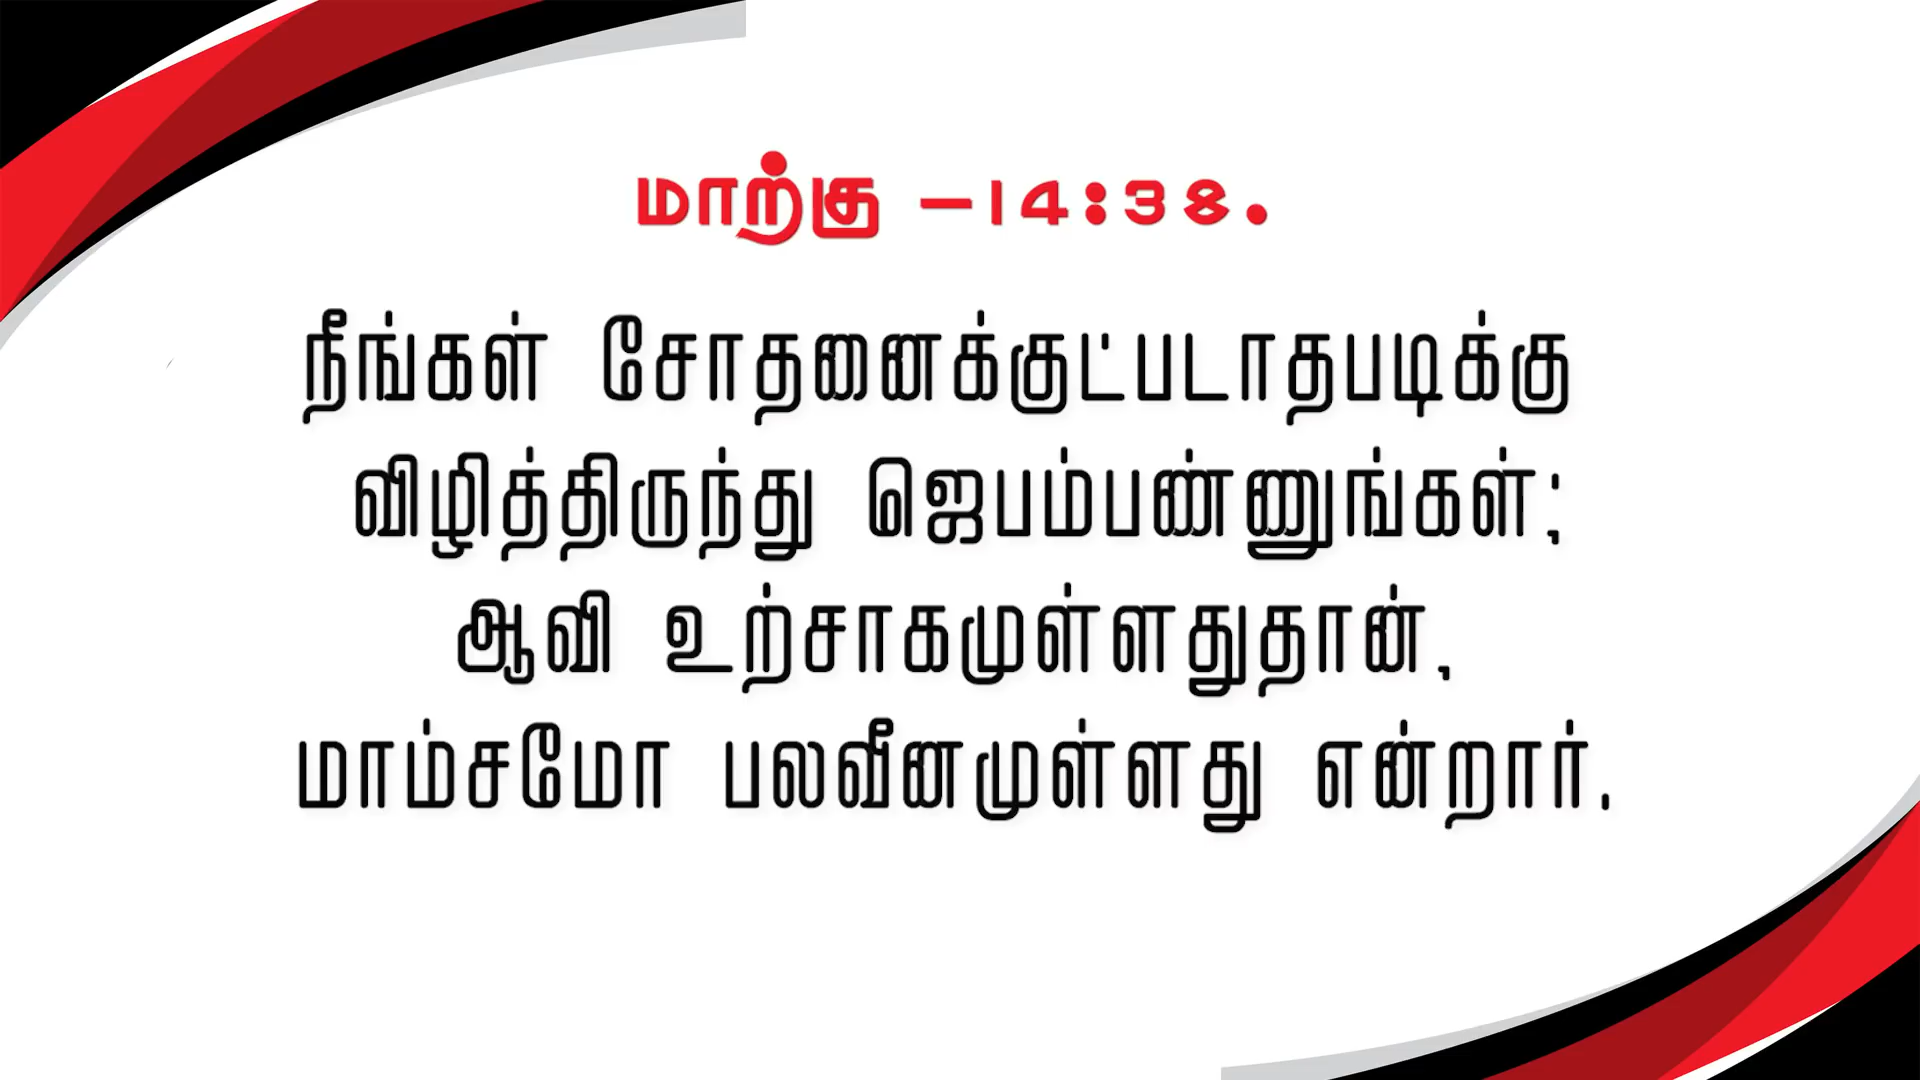 மாற்கு –14:38.
நீங்கள் சோதனைக்குட்படாதபடிக்கு
விழித்திருந்து ஜெபம்பண்ணுங்கள்;
ஆவி உற்சாகமுள்ளதுதான்,
மாம்சமோ பலவீனமுள்ளது என்றார்.